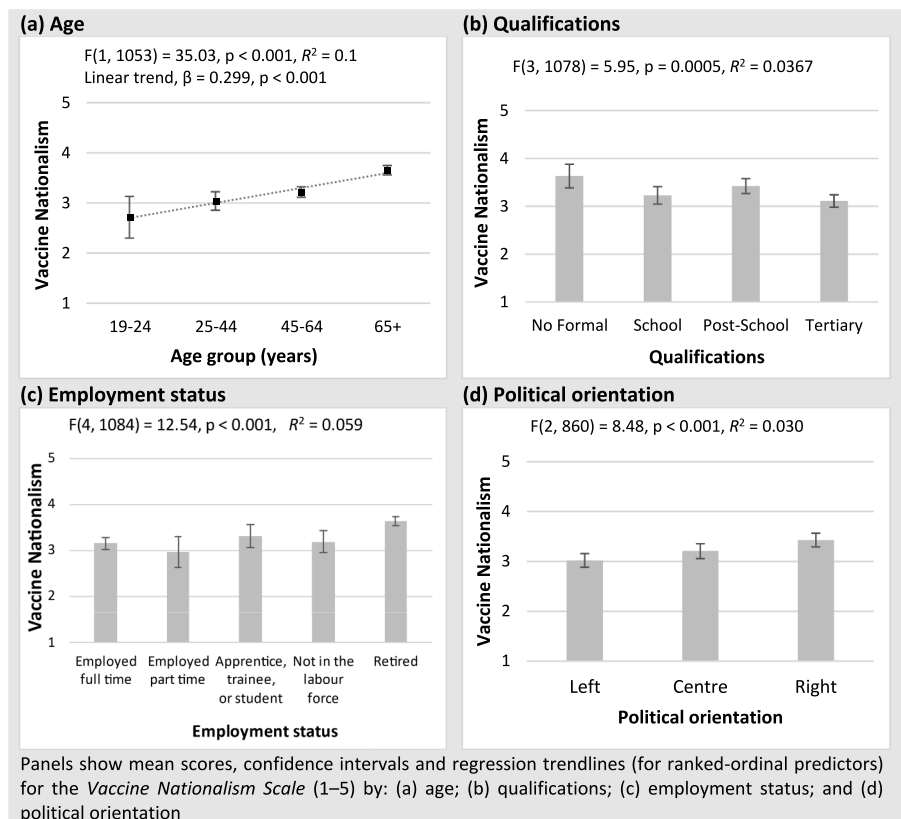 (a) Age
F(1, 1053) = 35.03, p < 0.001, R² = 0.1
Linear trend, β = 0.299, p < 0.001
Vaccine Nationalism
5
4
3
2
1
19-24 25-44 45-64 65+
Age group (years)
(b) Qualifications
F(3, 1078) = 5.95, p = 0.0005, R² = 0.0367
Vaccine Nationalism
5
4
3
2
1
No Formal School Post-School Tertiary
Qualifications
(c) Employment status
F(4, 1084) = 12.54, p < 0.001, R² = 0.059
Vaccine Nationalism
5
4
3
2
1
Employed full time
Employed part time
Apprentice, trainee, or student
Not in the labour force
Retired
Employment status
(d) Political orientation
F(2, 860) = 8.48, p < 0.001, R² = 0.030
Vaccine Nationalism
5
4
3
2
1
Left Centre Right
Political orientation
Panels show mean scores, confidence intervals and regression trendlines (for ranked-ordinal predictors)
for the Vaccine Nationalism Scale (1–5) by: (a) age; (b) qualifications; (c) employment status; and (d)
political orientation